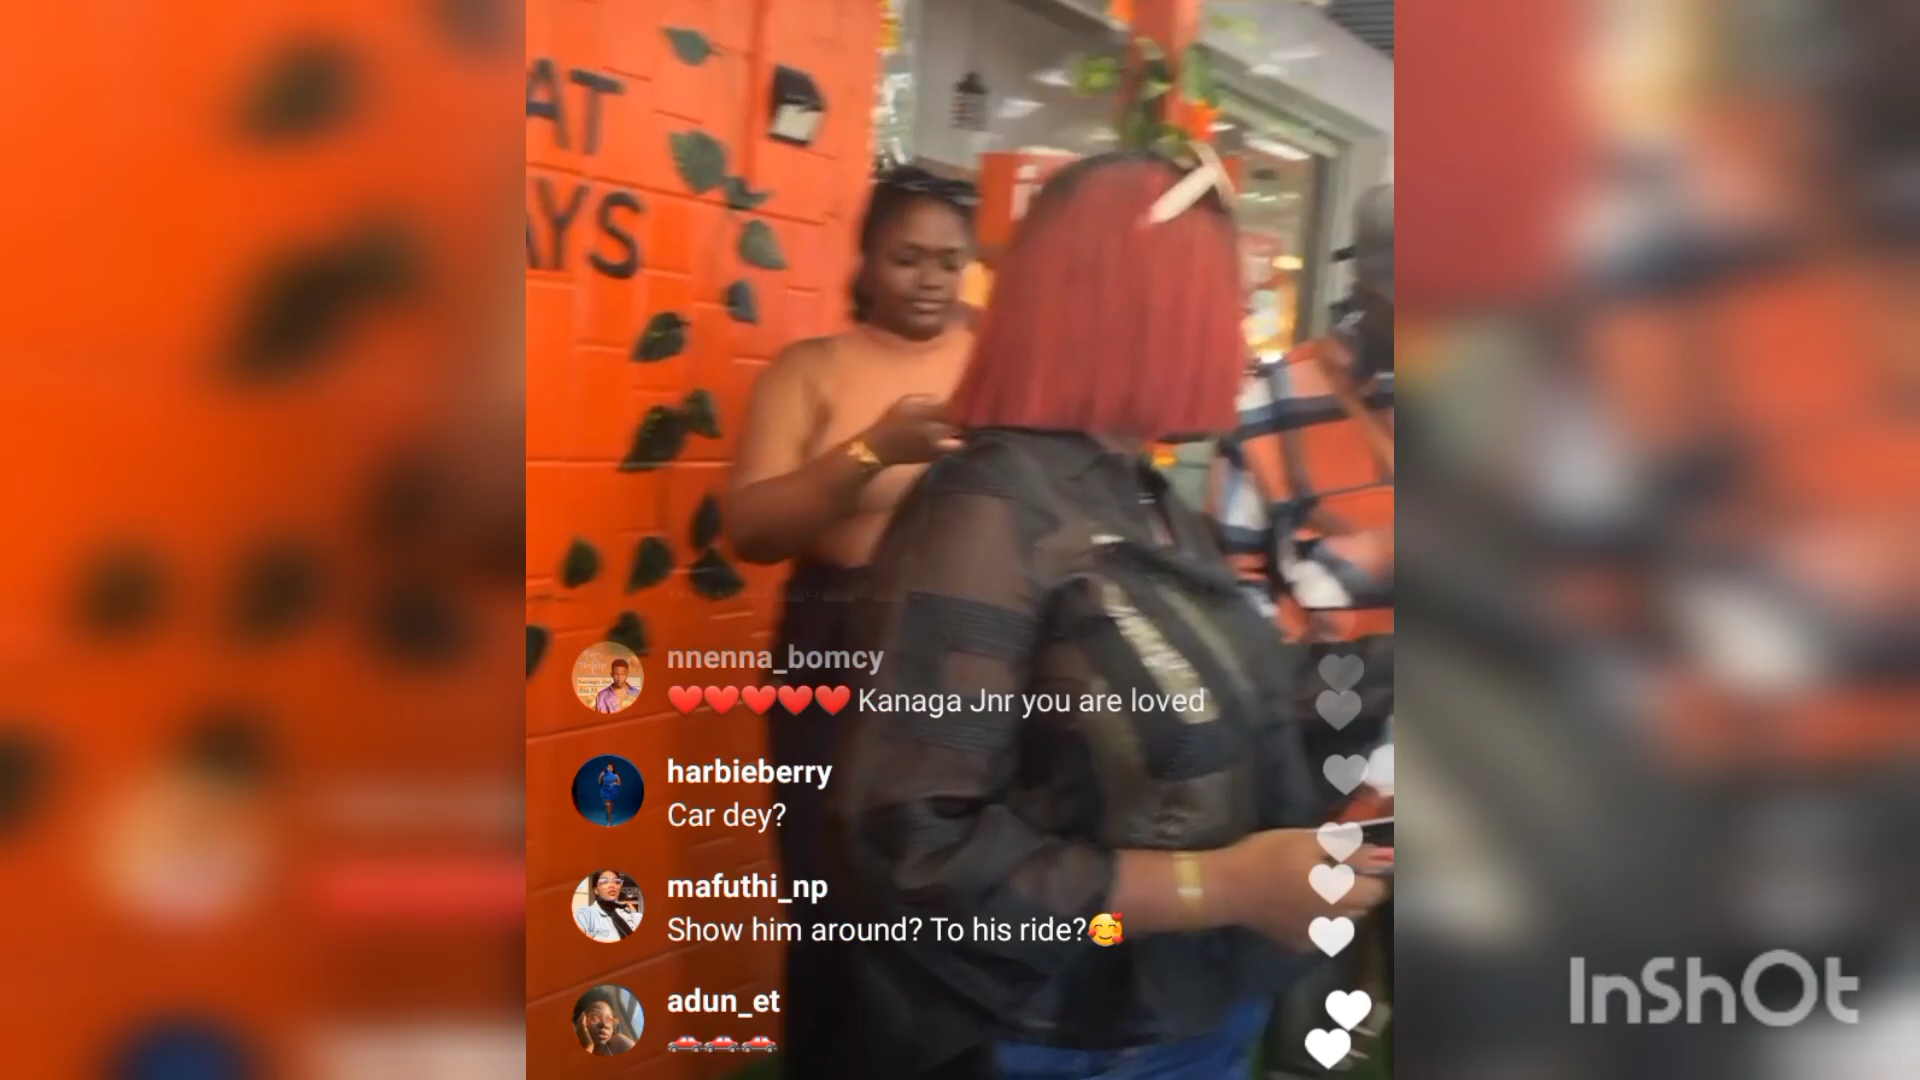 AT
AYS
nnenna_bomcy
❤️❤️❤️❤️❤️ Kanaga Jnr you are loved
harbieberry
Car dey?
mafuthi_np
Show him around? To his ride?🥰
adun_et
🚗🚗🚗
InShOt